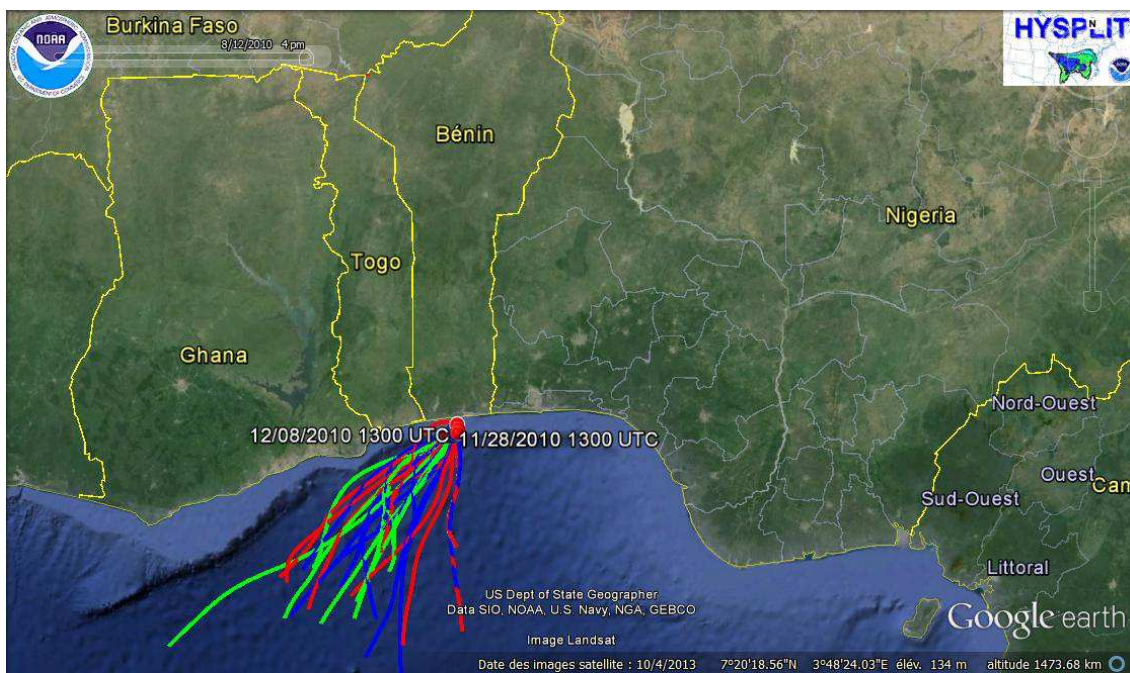 Burkina Faso
NOAA
8/12/2010 4 pm
HYSPLIT
Bénin
Nigeria
Togo
Ghana
12/08/2010 1300 UTC
11/28/2010 1300 UTC
Nord-Ouest
Ouest
Cam
Sud-Ouest
Littoral
US Dept of State Geographer
Data SIO, NOAA, U.S. Navy, NGA, GEBCO
Image Landsat
Google earth
Date des images satellite : 10/4/2013 7°20'18.56"N 3°48'24.03"E élév. 134 m altitude 1473.68 km